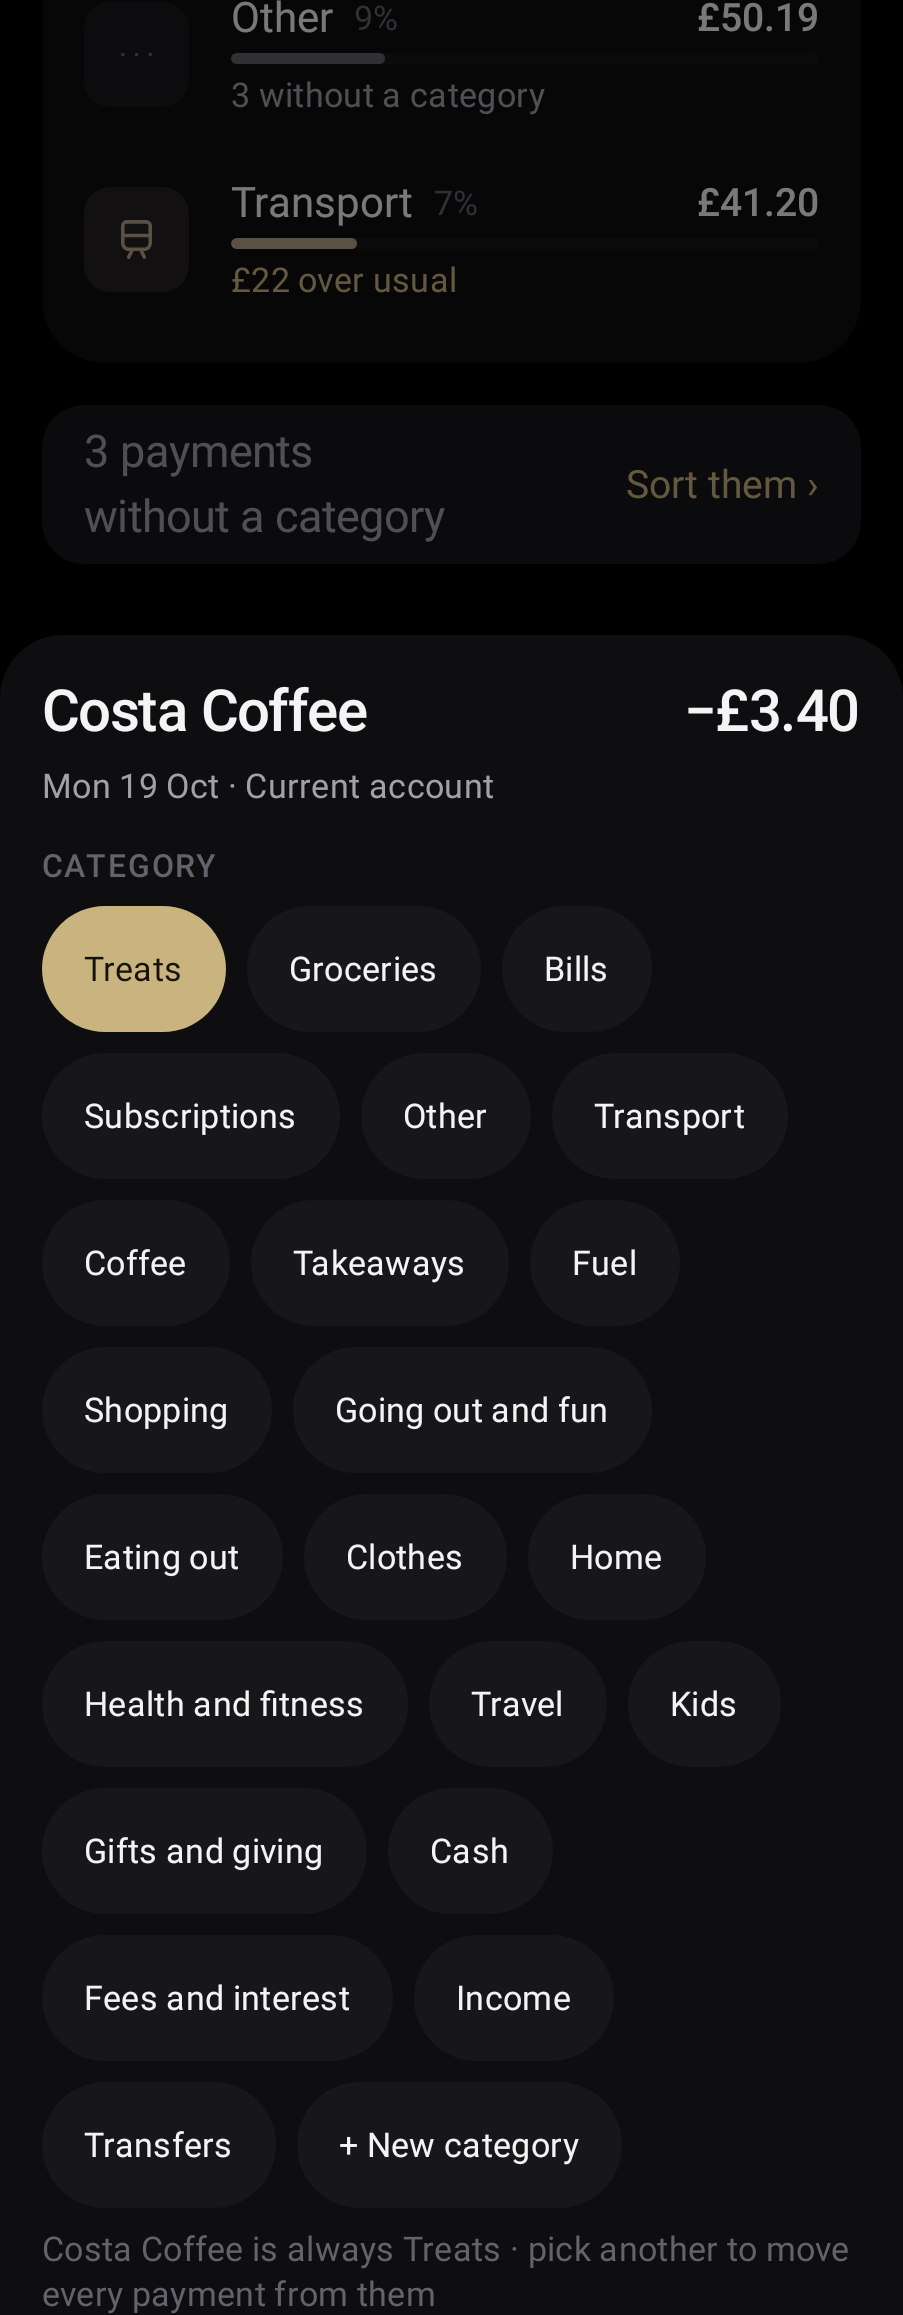 Other 9% £50.19
3 without a category
Transport 7% £41.20
£22 over usual
3 payments
without a category
Sort them ›
Costa Coffee −£3.40
Mon 19 Oct · Current account
CATEGORY
Treats Groceries Bills
Subscriptions Other Transport
Coffee Takeaways Fuel
Shopping Going out and fun
Eating out Clothes Home
Health and fitness Travel Kids
Gifts and giving Cash
Fees and interest Income
Transfers + New category
Costa Coffee is always Treats · pick another to move
every payment from them